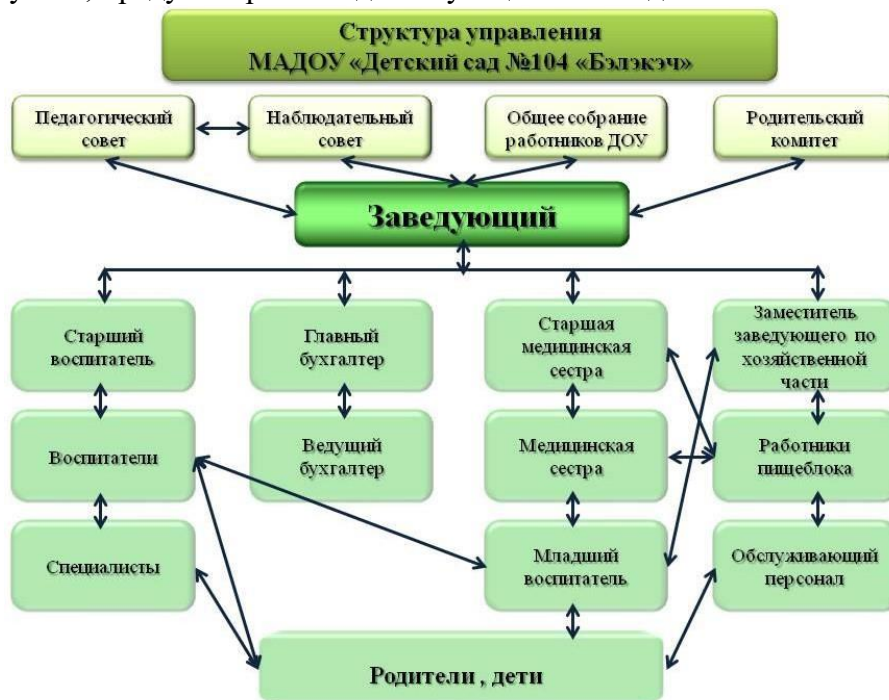 Структура управления
МАДОУ «Детский сад №104 «Бэлэкэч»
Педагогический
совет
Наблюдательный
совет
Общее собрание
работников ДОУ
Родительский
комитет
Заведующий
Старший
воспитатель
Главный
бухгалтер
Старшая
медицинская
сестра
Заместитель
заведующего по
хозяйственной
части
Воспитатели
Ведущий
бухгалтер
Медицинская
сестра
Работники
пищеблока
Специалисты
Младший
воспитатель
Обслуживающий
персонал
Родители , дети